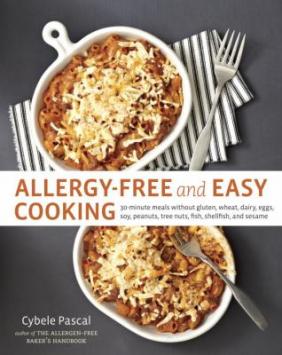 ALLERGY-FREE and EASY
COOKING 30-minute meals without gluten, wheat, dairy, eggs,
soy, peanuts, tree nuts, fish, shellfish, and sesame
Cybele Pascal
author of THE ALLERGEN-FREE
BAKER'S HANDBOOK